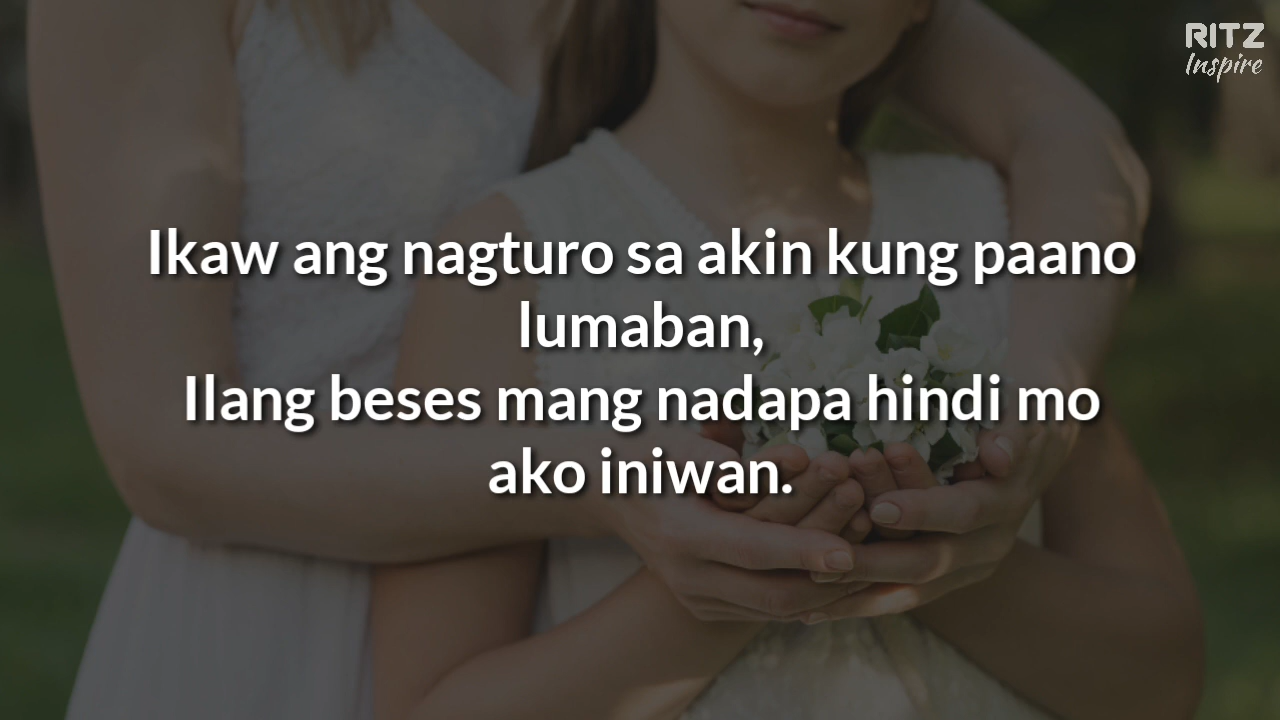 RITZ
Inspire
Ikaw ang nagturo sa akin kung paano
lumaban,
Ilang beses mang nadapa hindi mo
ako iniwan.